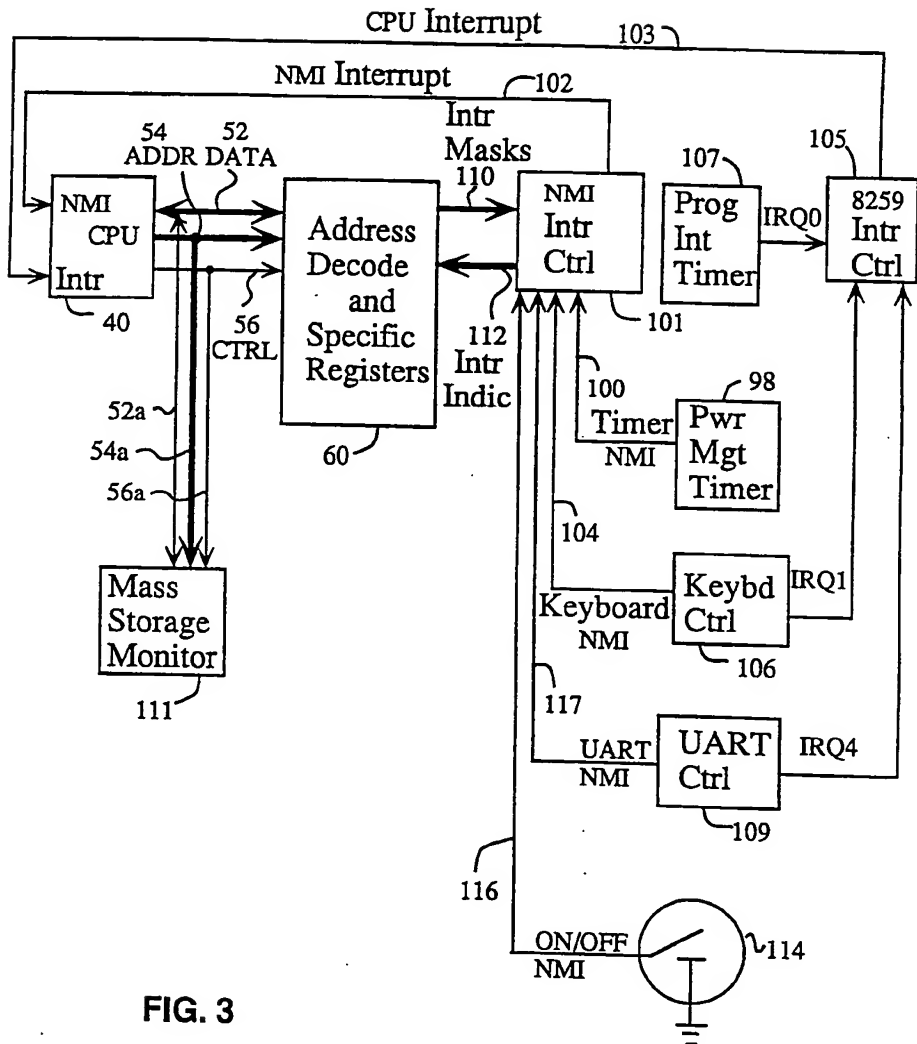 CPU Interrupt
103
NMI Interrupt
102
54
52
ADDR DATA
Intr
Masks
110
107
105
NMI
CPU
Intr
40
Address
Decode
and
Specific
Registers
60
56
CTRL
NMI
Intr
Ctrl
101
112
Intr
Indic
Prog
Int
Timer
IRQ0
8259
Intr
Ctrl
52a
54a
56a
100
Timer
NMI
98
Pwr
Mgt
Timer
Mass
Storage
Monitor
111
104
Keyboard
NMI
Keybd
Ctrl
106
IRQ1
117
UART
NMI
UART
Ctrl
109
IRQ4
116
ON/OFF
NMI
114
FIG. 3